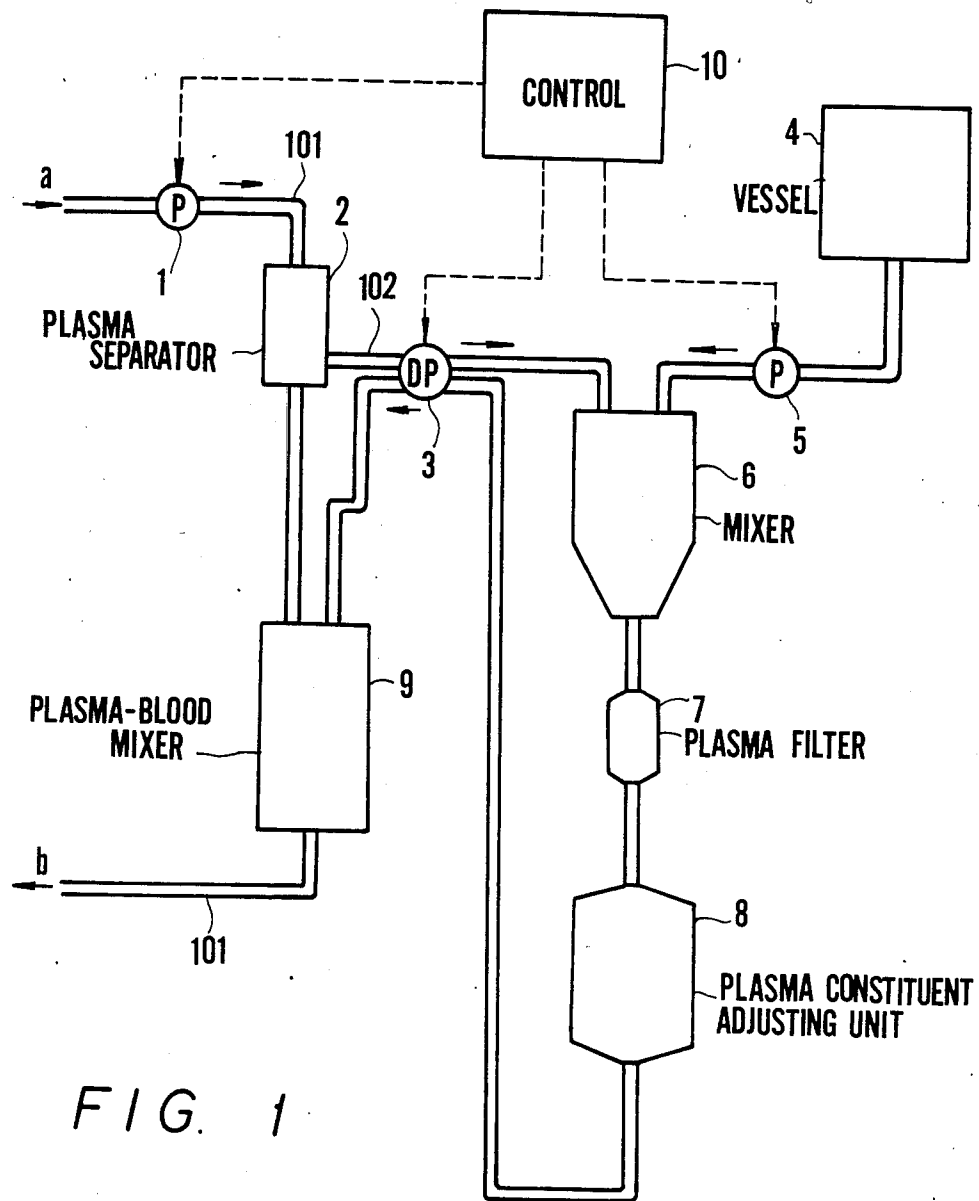 CONTROL
10
4
VESSEL
a
P
1
101
2
PLASMA
SEPARATOR
102
DP
3
P
5
6
MIXER
7
PLASMA FILTER
9
PLASMA-BLOOD
MIXER
b
101
8
PLASMA CONSTITUENT
ADJUSTING UNIT
FIG. 1